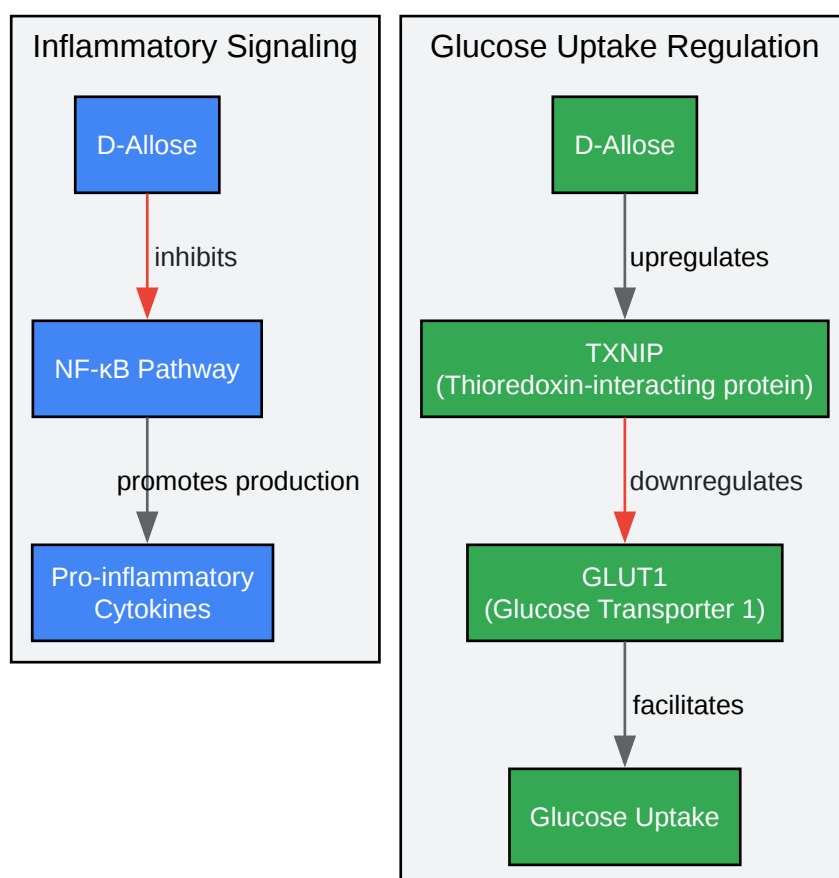 Inflammatory Signaling
D-Allose
inhibits
NF-κB Pathway
promotes production
Pro-inflammatory
Cytokines
Glucose Uptake Regulation
D-Allose
upregulates
TXNIP
(Thioredoxin-interacting protein)
downregulates
GLUT1
(Glucose Transporter 1)
facilitates
Glucose Uptake